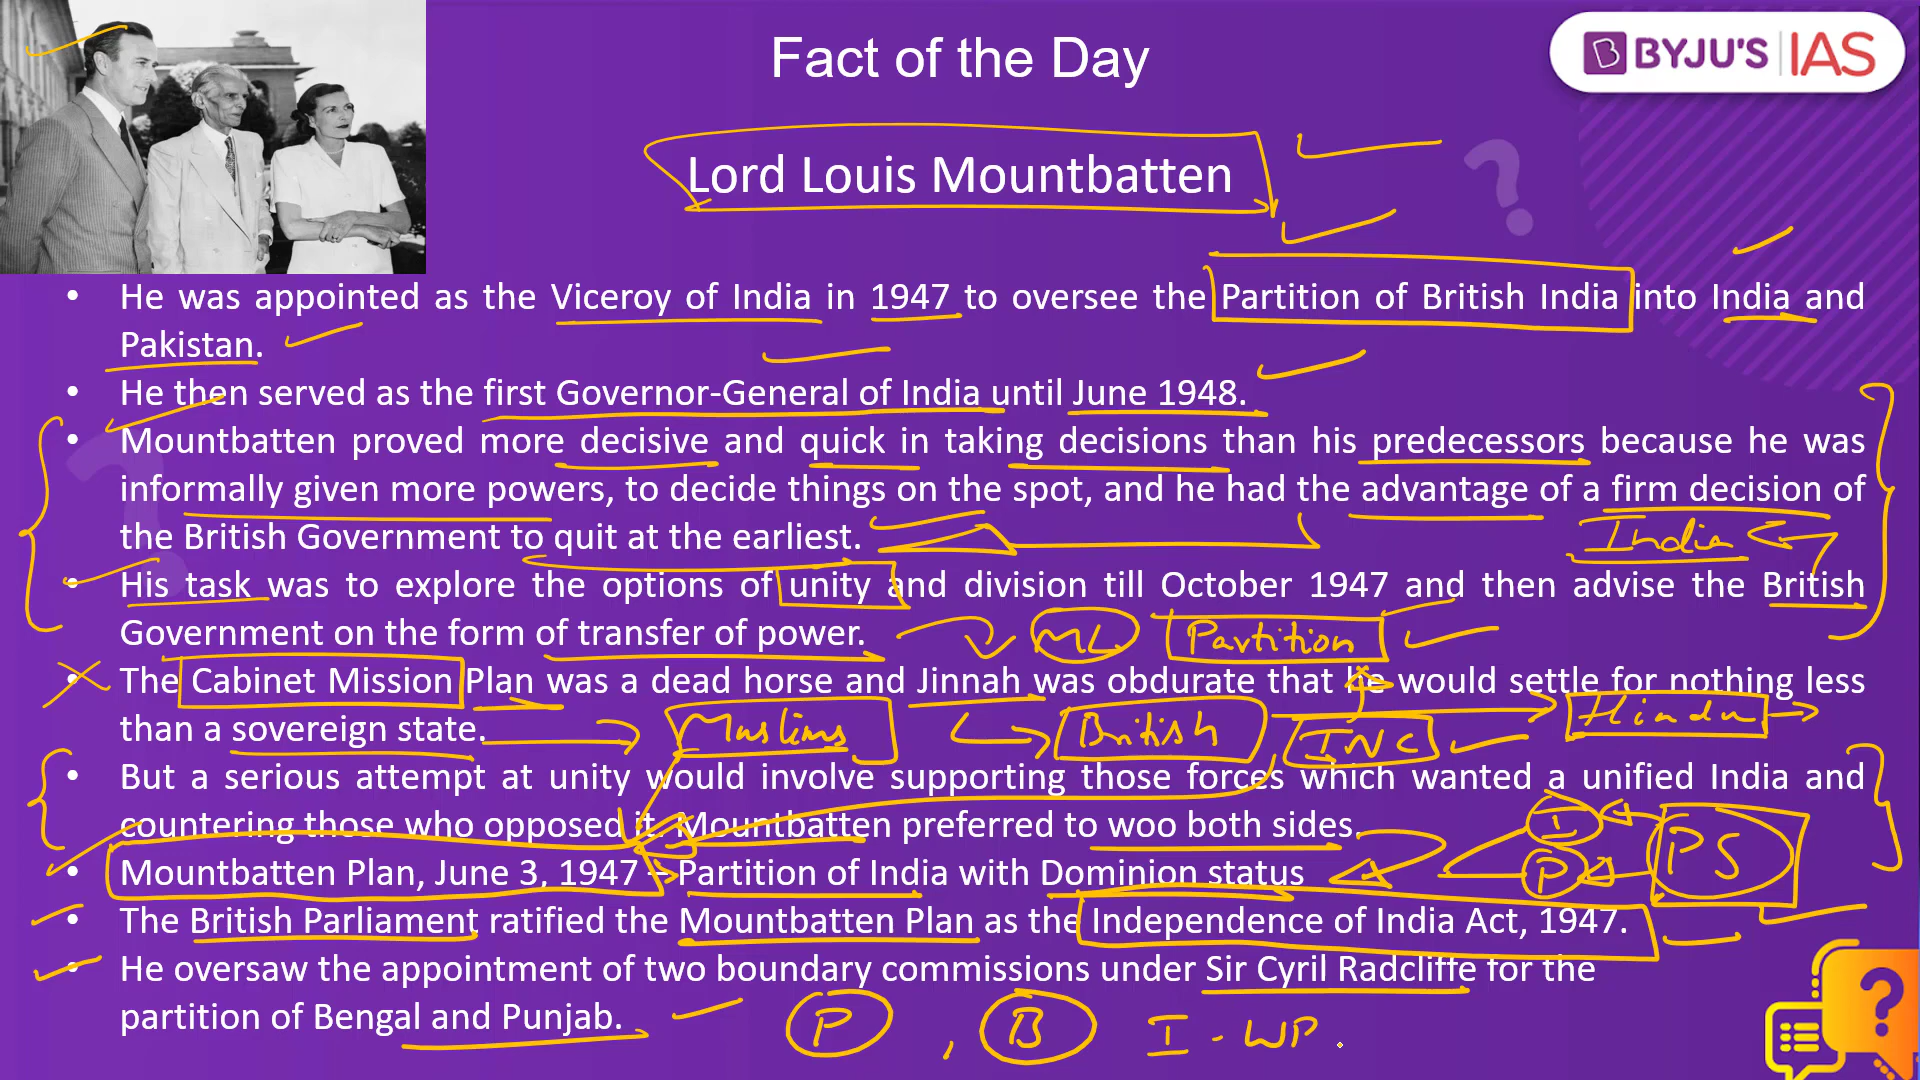 Fact of the Day
BYJU'S IAS
Lord Louis Mountbatten
• He was appointed as the Viceroy of India in 1947 to oversee the Partition of British India into India and
Pakistan.
• He then served as the first Governor-General of India until June 1948.
• Mountbatten proved more decisive and quick in taking decisions than his predecessors because he was
informally given more powers, to decide things on the spot, and he had the advantage of a firm decision of
the British Government to quit at the earliest.
India
• His task was to explore the options of unity and division till October 1947 and then advise the British
Government on the form of transfer of power.
ML Partition
• The Cabinet Mission Plan was a dead horse and Jinnah was obdurate that he would settle for nothing less
than a sovereign state.
Muslims British INC Hindu
• But a serious attempt at unity would involve supporting those forces which wanted a unified India and
countering those who opposed it. Mountbatten preferred to woo both sides.
I
P
PS
• Mountbatten Plan, June 3, 1947 – Partition of India with Dominion status
• The British Parliament ratified the Mountbatten Plan as the Independence of India Act, 1947.
• He oversaw the appointment of two boundary commissions under Sir Cyril Radcliffe for the
partition of Bengal and Punjab.
P , B I - WP.